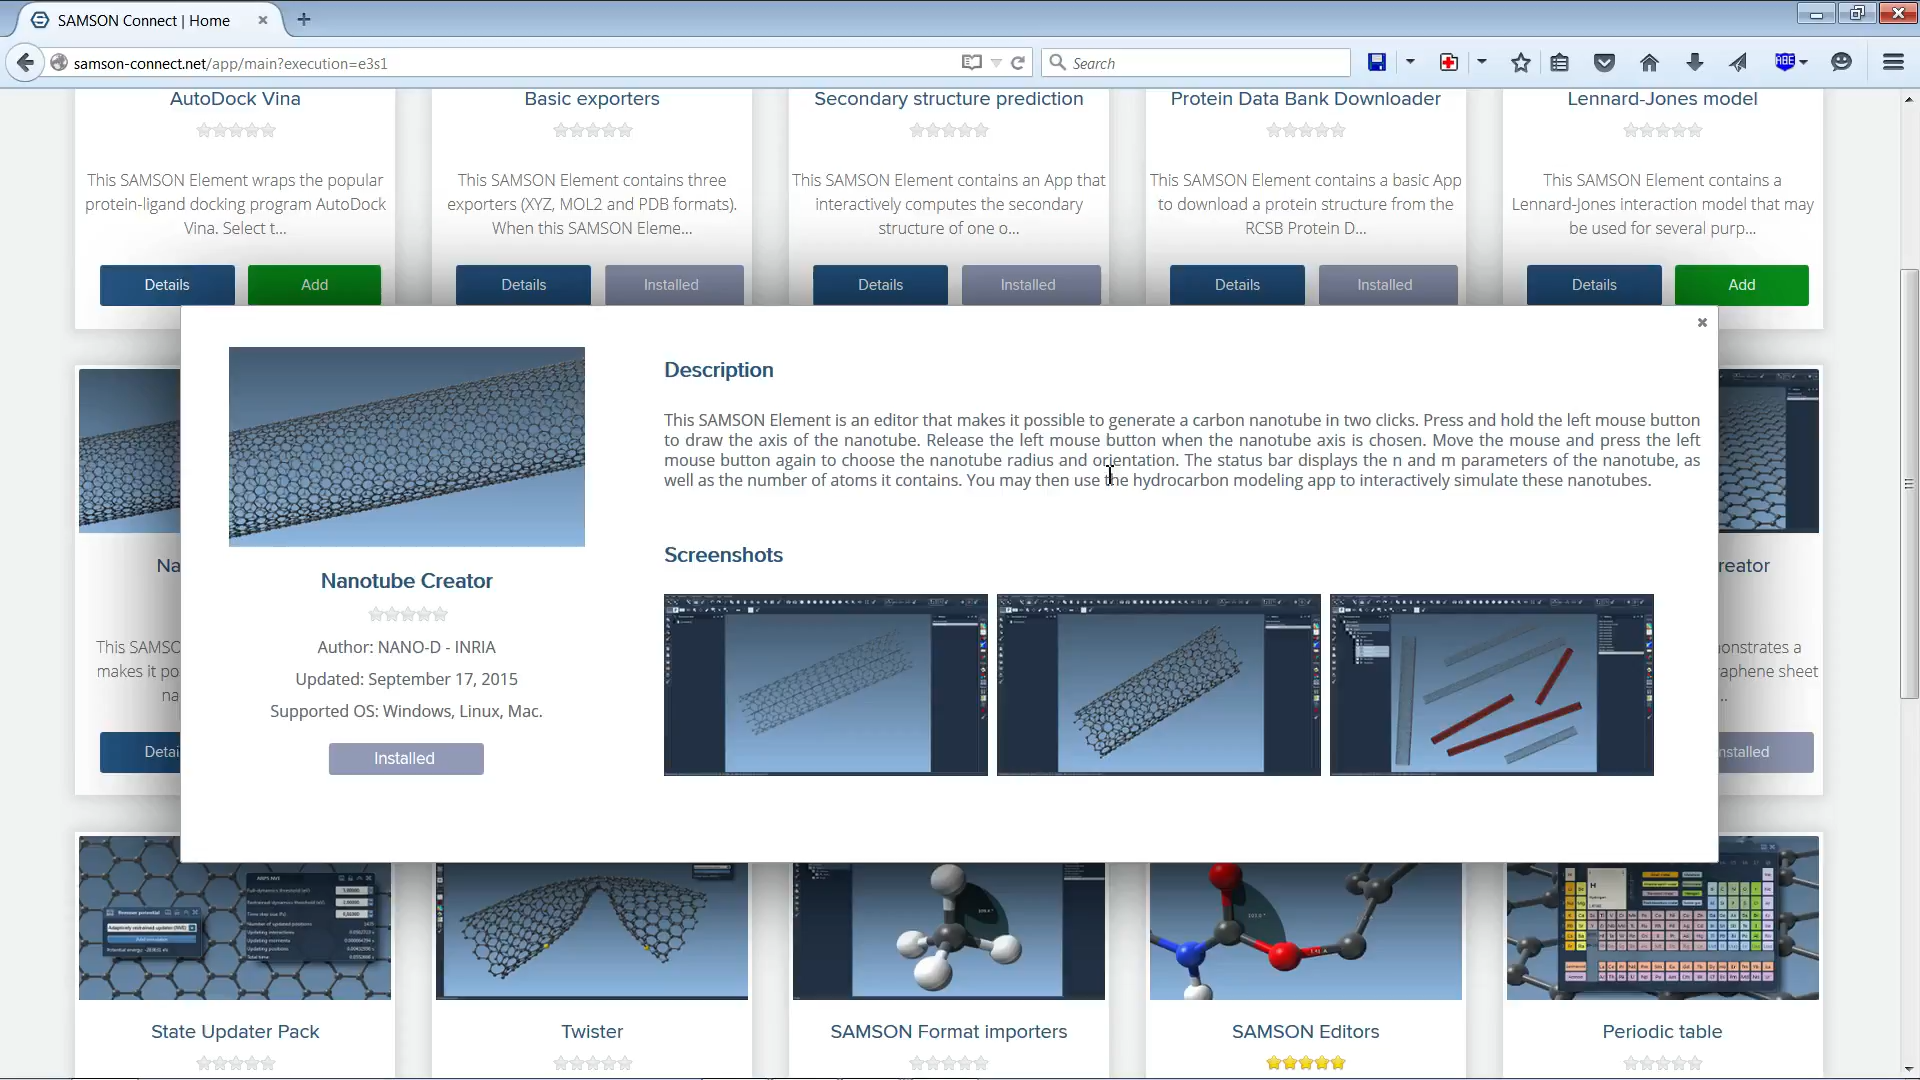 SAMSON Connect | Home
samson-connect.net/app/main?execution=e3s1
Search
ABE
AutoDock Vina
Basic exporters
Secondary structure prediction
Protein Data Bank Downloader
Lennard-Jones model
This SAMSON Element wraps the popular
protein-ligand docking program AutoDock
Vina. Select t...
This SAMSON Element contains three
exporters (XYZ, MOL2 and PDB formats).
When this SAMSON Eleme...
This SAMSON Element contains an App that
interactively computes the secondary
structure of one o...
This SAMSON Element contains a basic App
to download a protein structure from the
RCSB Protein D...
This SAMSON Element contains a
Lennard-Jones interaction model that may
be used for several purp...
Details
Add
Details
Installed
Details
Installed
Details
Installed
Details
Add
Description
This SAMSON Element is an editor that makes it possible to generate a carbon nanotube in two clicks. Press and hold the left mouse button
to draw the axis of the nanotube. Release the left mouse button when the nanotube axis is chosen. Move the mouse and press the left
mouse button again to choose the nanotube radius and orientation. The status bar displays the n and m parameters of the nanotube, as
well as the number of atoms it contains. You may then use the hydrocarbon modeling app to interactively simulate these nanotubes.
Screenshots
Nanotube Creator
Author: NANO-D - INRIA
Updated: September 17, 2015
Supported OS: Windows, Linux, Mac.
Installed
Na
This SAMS
makes it po
na
Detai
reator
onstrates a
raphene sheet
...
nstalled
State Updater Pack
Twister
SAMSON Format importers
SAMSON Editors
Periodic table